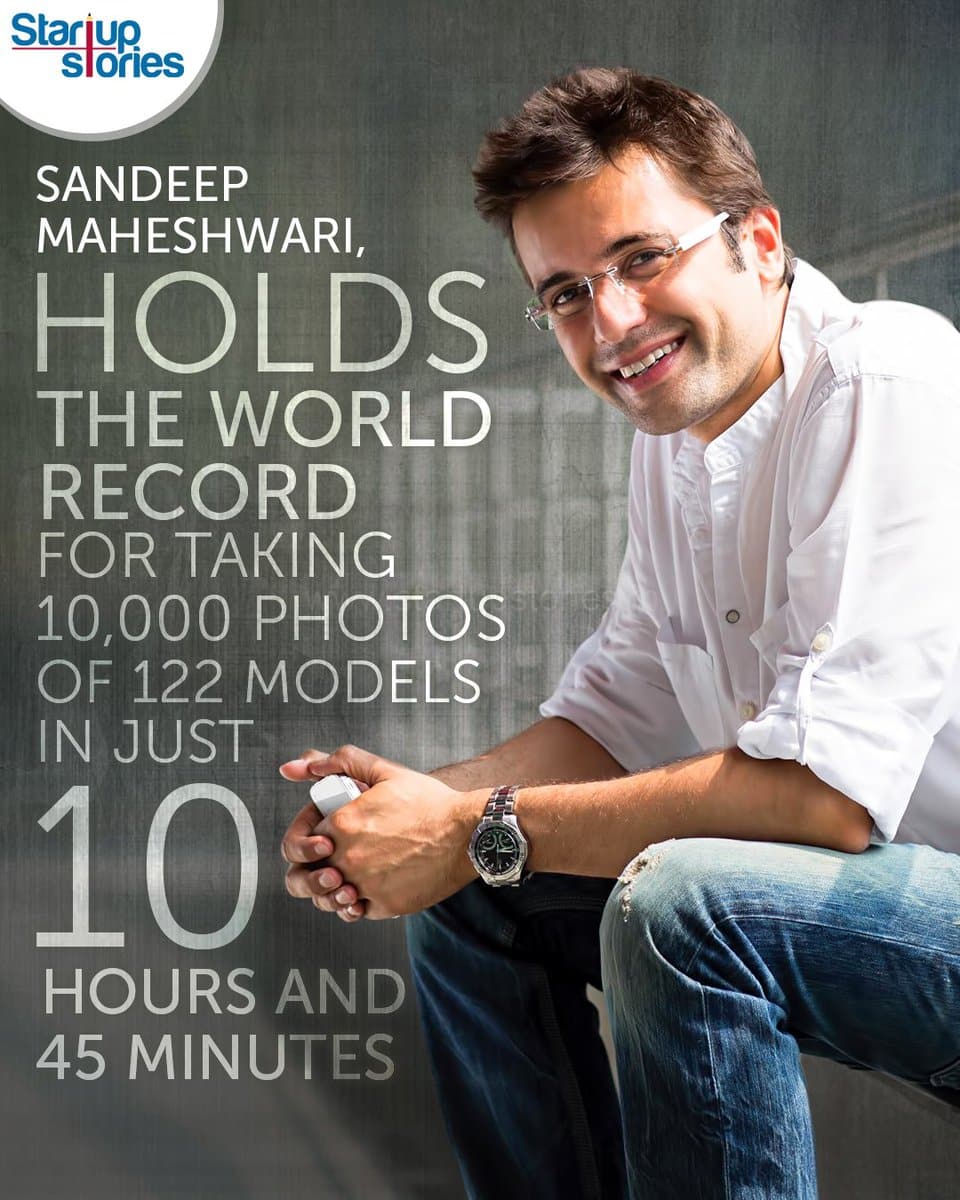 Startup
stories
SANDEEP
MAHESHWARI,
HOLDS
THE WORLD
RECORD
FOR TAKING
10,000 PHOTOS
OF 122 MODELS
IN JUST
10
HOURS AND
45 MINUTES